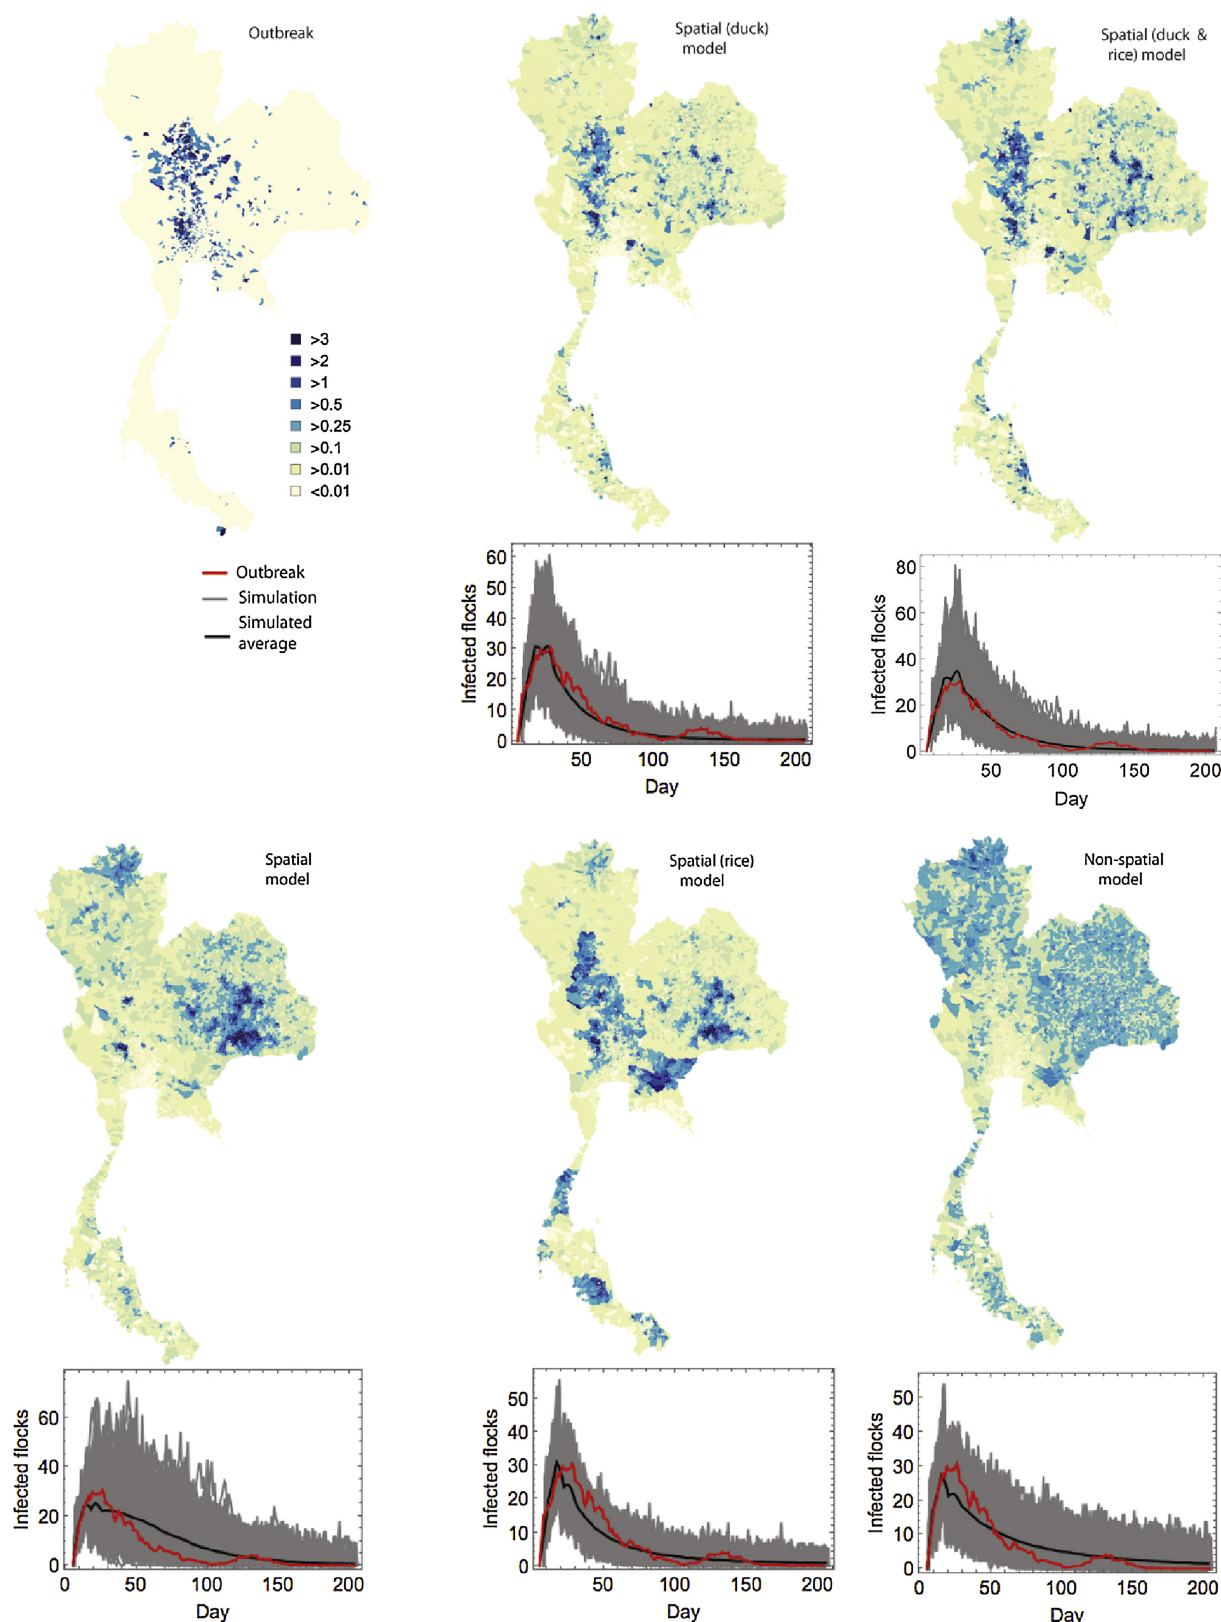 Outbreak
Spatial (duck)
model
Spatial (duck &
rice) model
>3
>2
>1
>0.5
>0.25
>0.1
>0.01
<0.01
Outbreak
Simulation
Simulated
average
Infected flocks
60
50
40
30
20
10
0
50
100
150
200
Day
Infected flocks
80
60
40
20
0
50
100
150
200
Day
Spatial
model
Spatial (rice)
model
Non-spatial
model
Infected flocks
60
40
20
0
0
50
100
150
200
Day
Infected flocks
50
40
30
20
10
0
50
100
150
200
Day
Infected flocks
50
40
30
20
10
0
0
50
100
150
200
Day